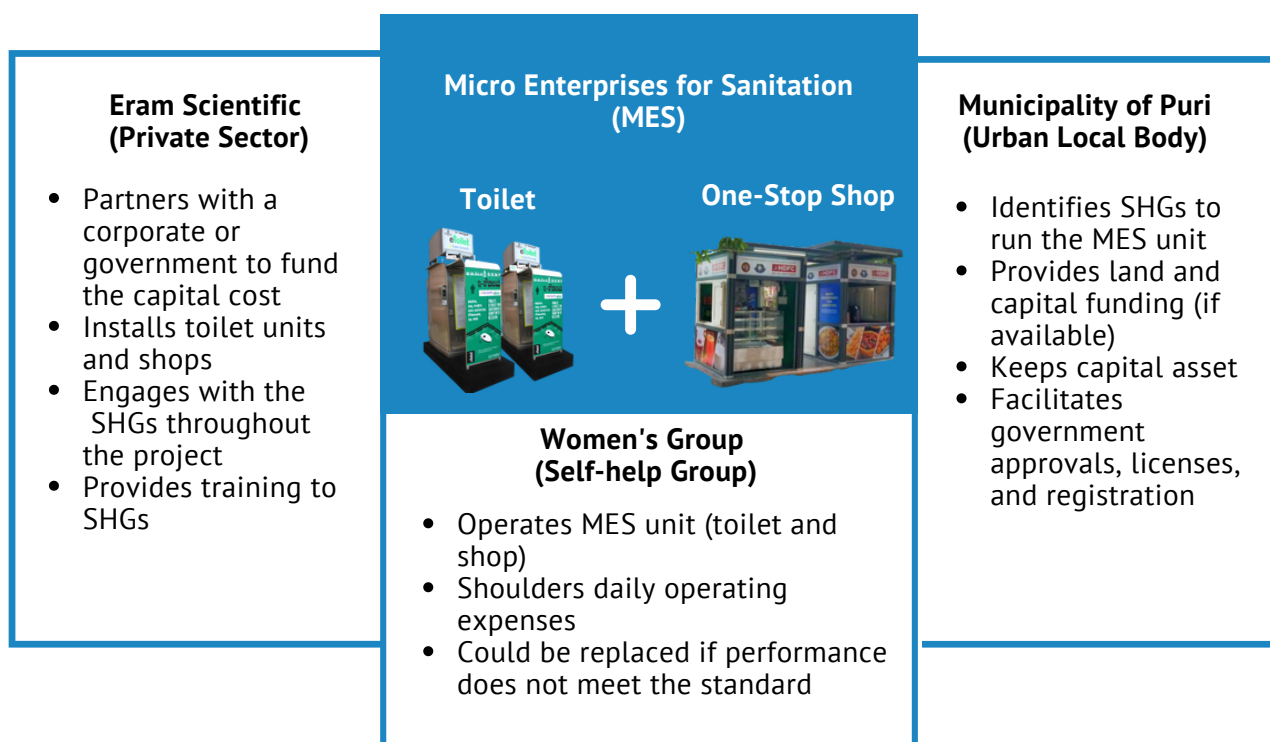 Eram Scientific
(Private Sector)
Partners with a
corporate or
government to fund
the capital cost
Installs toilet units
and shops
Engages with the
SHGs throughout
the project
Provides training to
SHGs
Micro Enterprises for Sanitation
(MES)
Toilet
One-Stop Shop
HDFC
HDFC
Women's Group
(Self-help Group)
Operates MES unit (toilet and
shop)
Shoulders daily operating
expenses
Could be replaced if performance
does not meet the standard
Municipality of Puri
(Urban Local Body)
Identifies SHGs to
run the MES unit
Provides land and
capital funding (if
available)
Keeps capital asset
Facilitates
government
approvals, licenses,
and registration